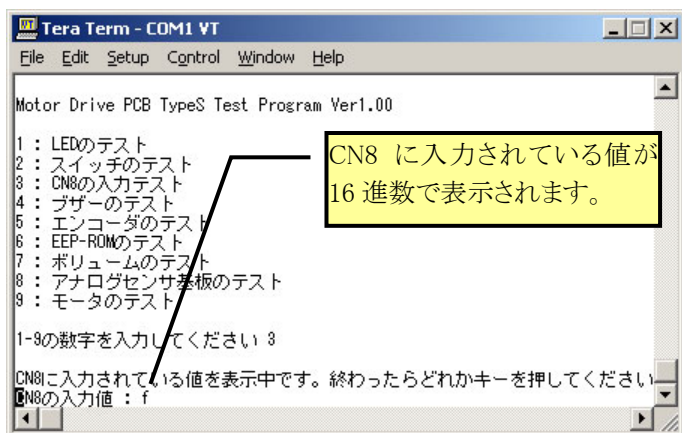 Tera Term - COM1 VT
File Edit Setup Control Window Help
Motor Drive PCB TypeS Test Program Ver1.00
1 : LEDのテスト
2 : スイッチのテスト
3 : CN8の入力テスト
4 : ブザーのテスト
5 : エンコーダのテスト
6 : EEP-ROMのテスト
7 : ボリュームのテスト
8 : アナログセンサ基板のテスト
9 : モータのテスト
CN8 に入力されている値が
16 進数で表示されます。
1-9の数字を入力してください 3
CN8に入力されている値を表示中です。終わったらどれかキーを押してください
CN8の入力値 : f